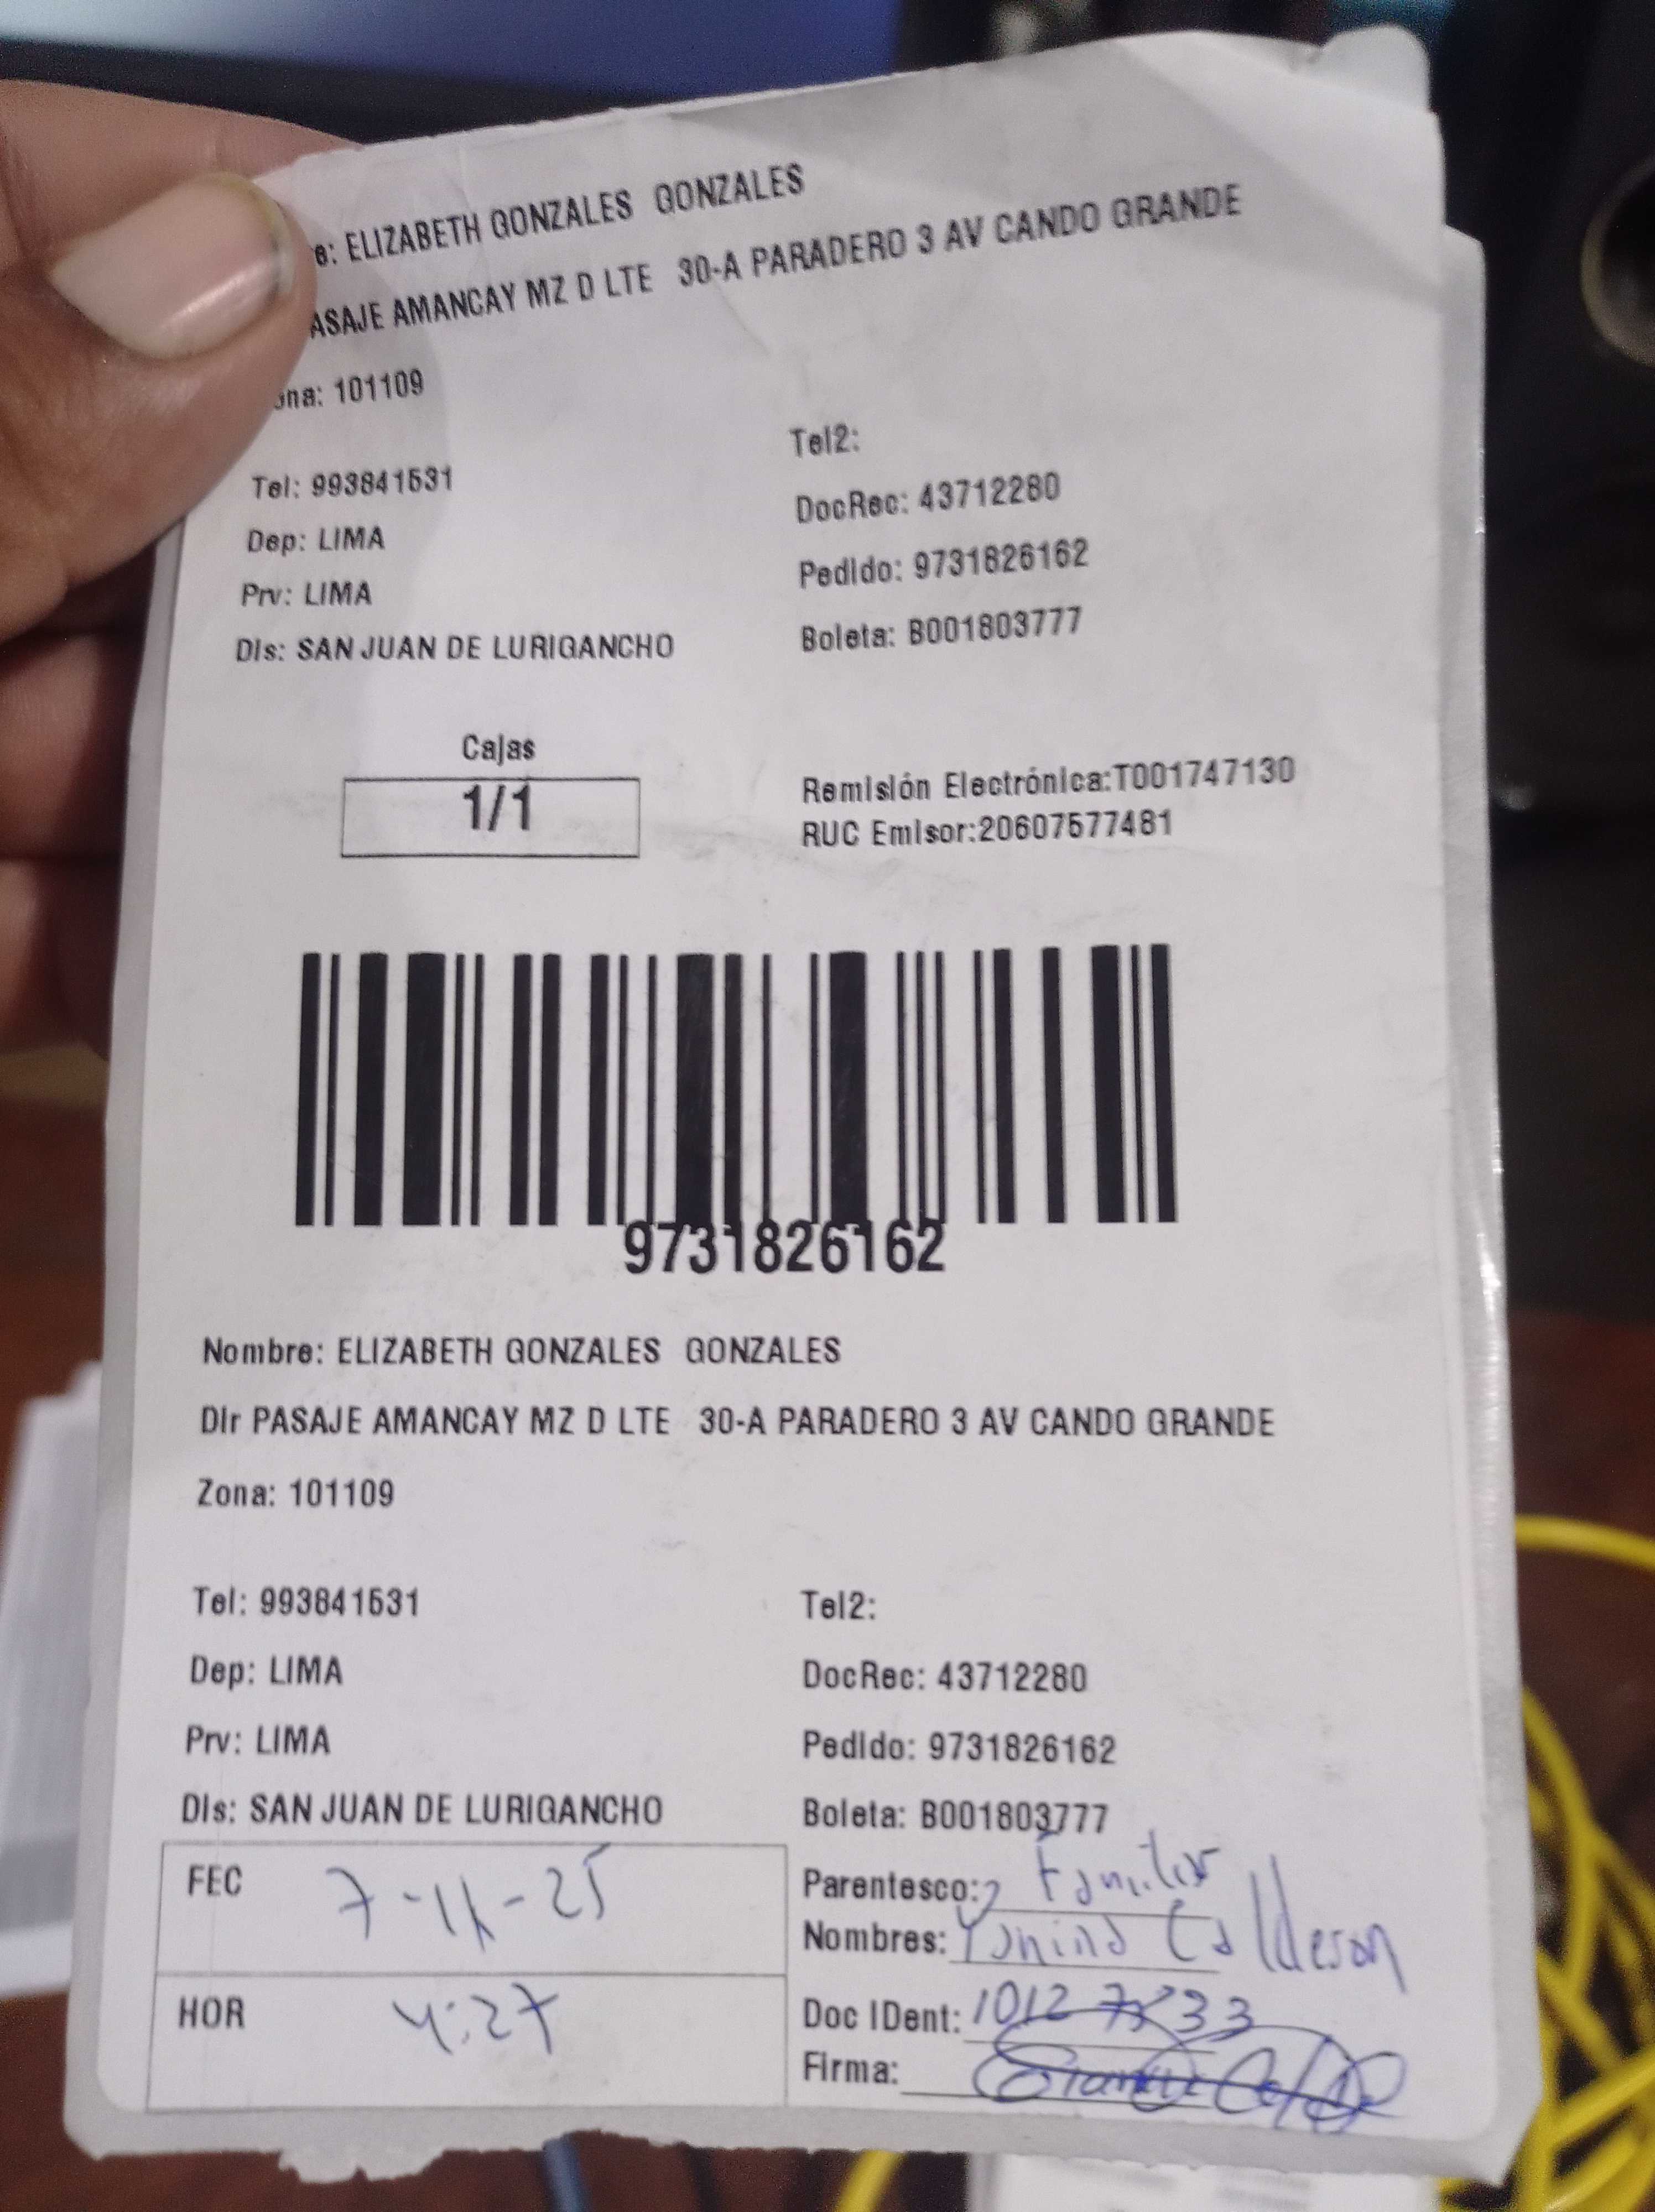 e: ELIZABETH GONZALES GONZALES
ASAJE AMANCAY MZ D LTE 30-A PARADERO 3 AV CANDO GRANDE
ona: 101109
Tel: 993841531
Tel2:
Dep: LIMA
DocRec: 43712280
Prv: LIMA
Pedido: 9731826162
Dis: SAN JUAN DE LURIGANCHO
Boleta: B001803777
Cajas
1/1
Remisión Electrónica:T001747130
RUC Emisor:20607577481
9731826162
Nombre: ELIZABETH GONZALES GONZALES
Dir PASAJE AMANCAY MZ D LTE 30-A PARADERO 3 AV CANDO GRANDE
Zona: 101109
Tel: 993841531
Tel2:
Dep: LIMA
DocRec: 43712280
Prv: LIMA
Pedido: 9731826162
Dis: SAN JUAN DE LURIGANCHO
Boleta: B001803777
FEC 7-11-25
Parentesco: Familiar
Nombres: Yanina Calderon
HOR 4:27
Doc IDent:
Firma: